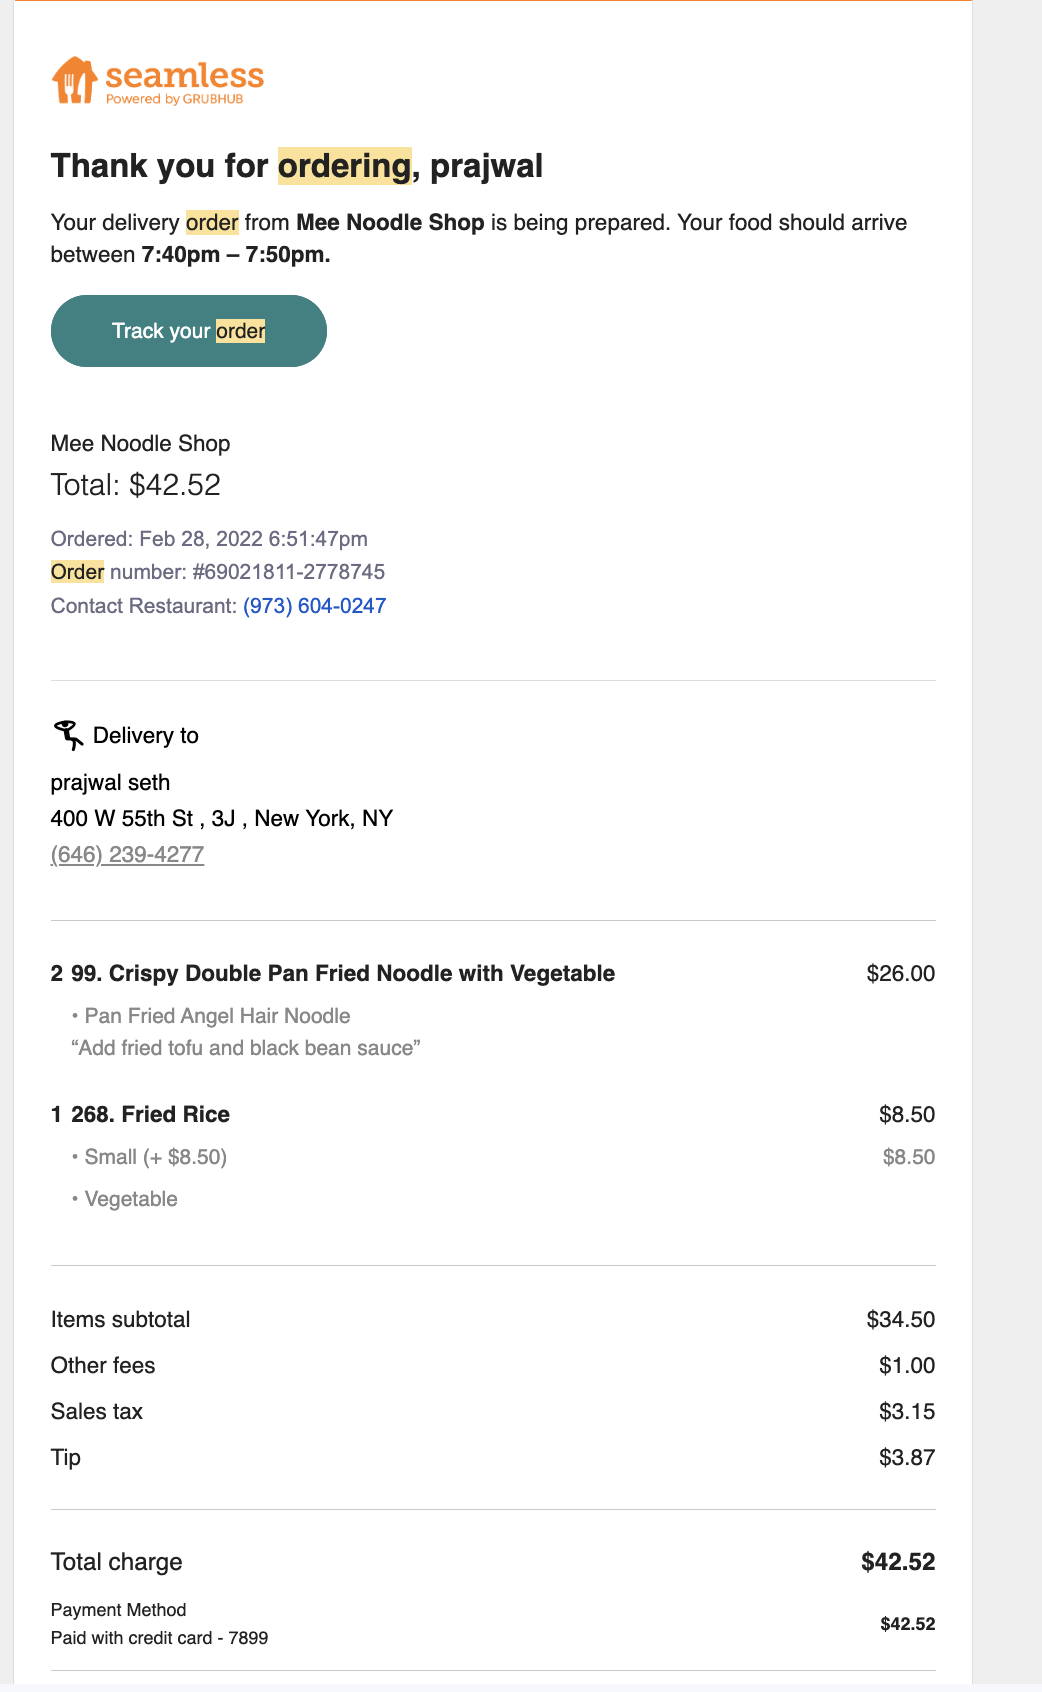 seamless
Powered by GRUBHUB
Thank you for ordering, prajwal
Your delivery order from Mee Noodle Shop is being prepared. Your food should arrive
between 7:40pm – 7:50pm.
Track your order
Mee Noodle Shop
Total: $42.52
Ordered: Feb 28, 2022 6:51:47pm
Order number: #69021811-2778745
Contact Restaurant: (973) 604-0247
Delivery to
prajwal seth
400 W 55th St , 3J , New York, NY
(646) 239-4277
2 99. Crispy Double Pan Fried Noodle with Vegetable $26.00
• Pan Fried Angel Hair Noodle
“Add fried tofu and black bean sauce”
1 268. Fried Rice $8.50
• Small (+ $8.50) $8.50
• Vegetable
Items subtotal $34.50
Other fees $1.00
Sales tax $3.15
Tip $3.87
Total charge $42.52
Payment Method
Paid with credit card - 7899 $42.52